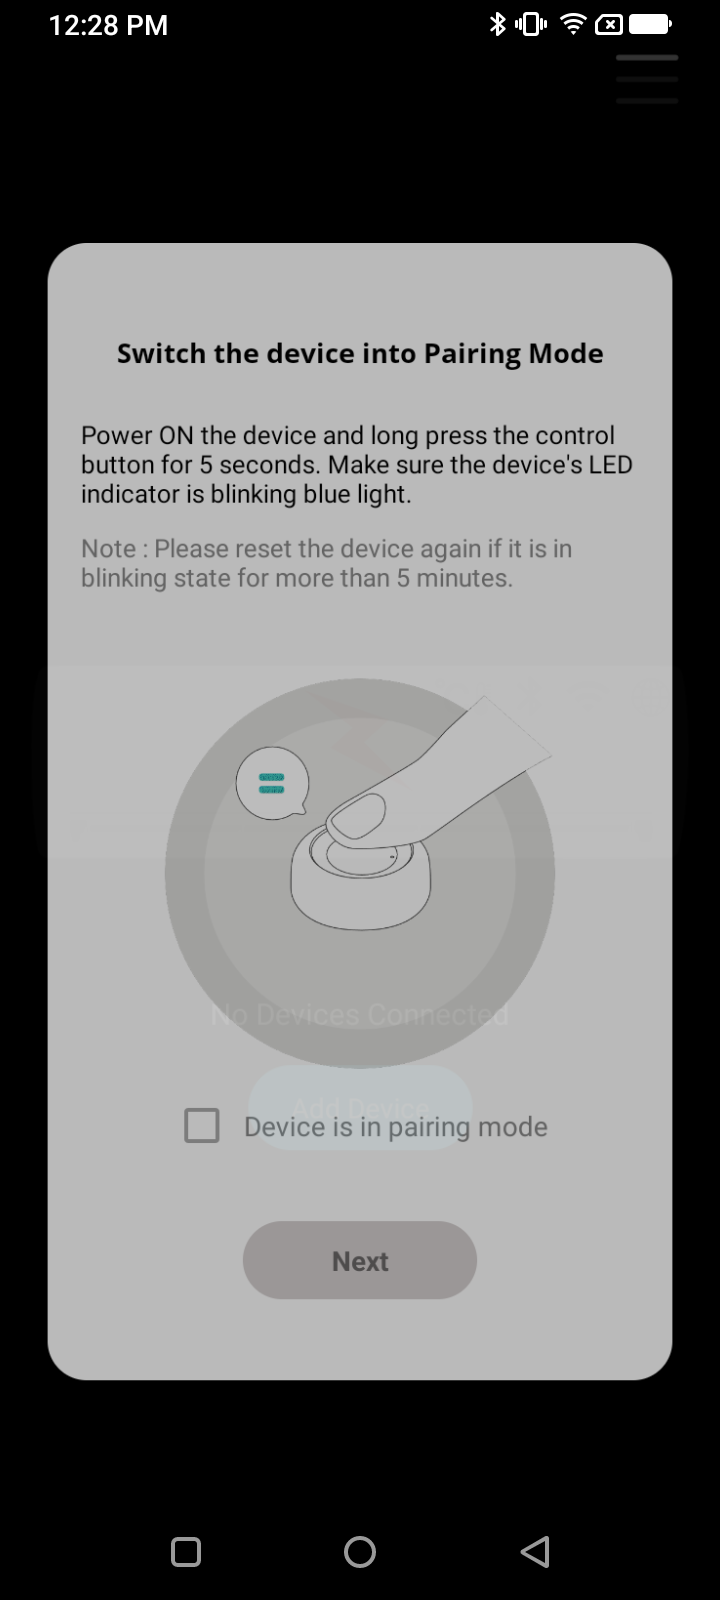 12:28 PM
Switch the device into Pairing Mode
Power ON the device and long press the control
button for 5 seconds. Make sure the device's LED
indicator is blinking blue light.
Note : Please reset the device again if it is in
blinking state for more than 5 minutes.
No Devices Connected
Add Device
Device is in pairing mode
Next